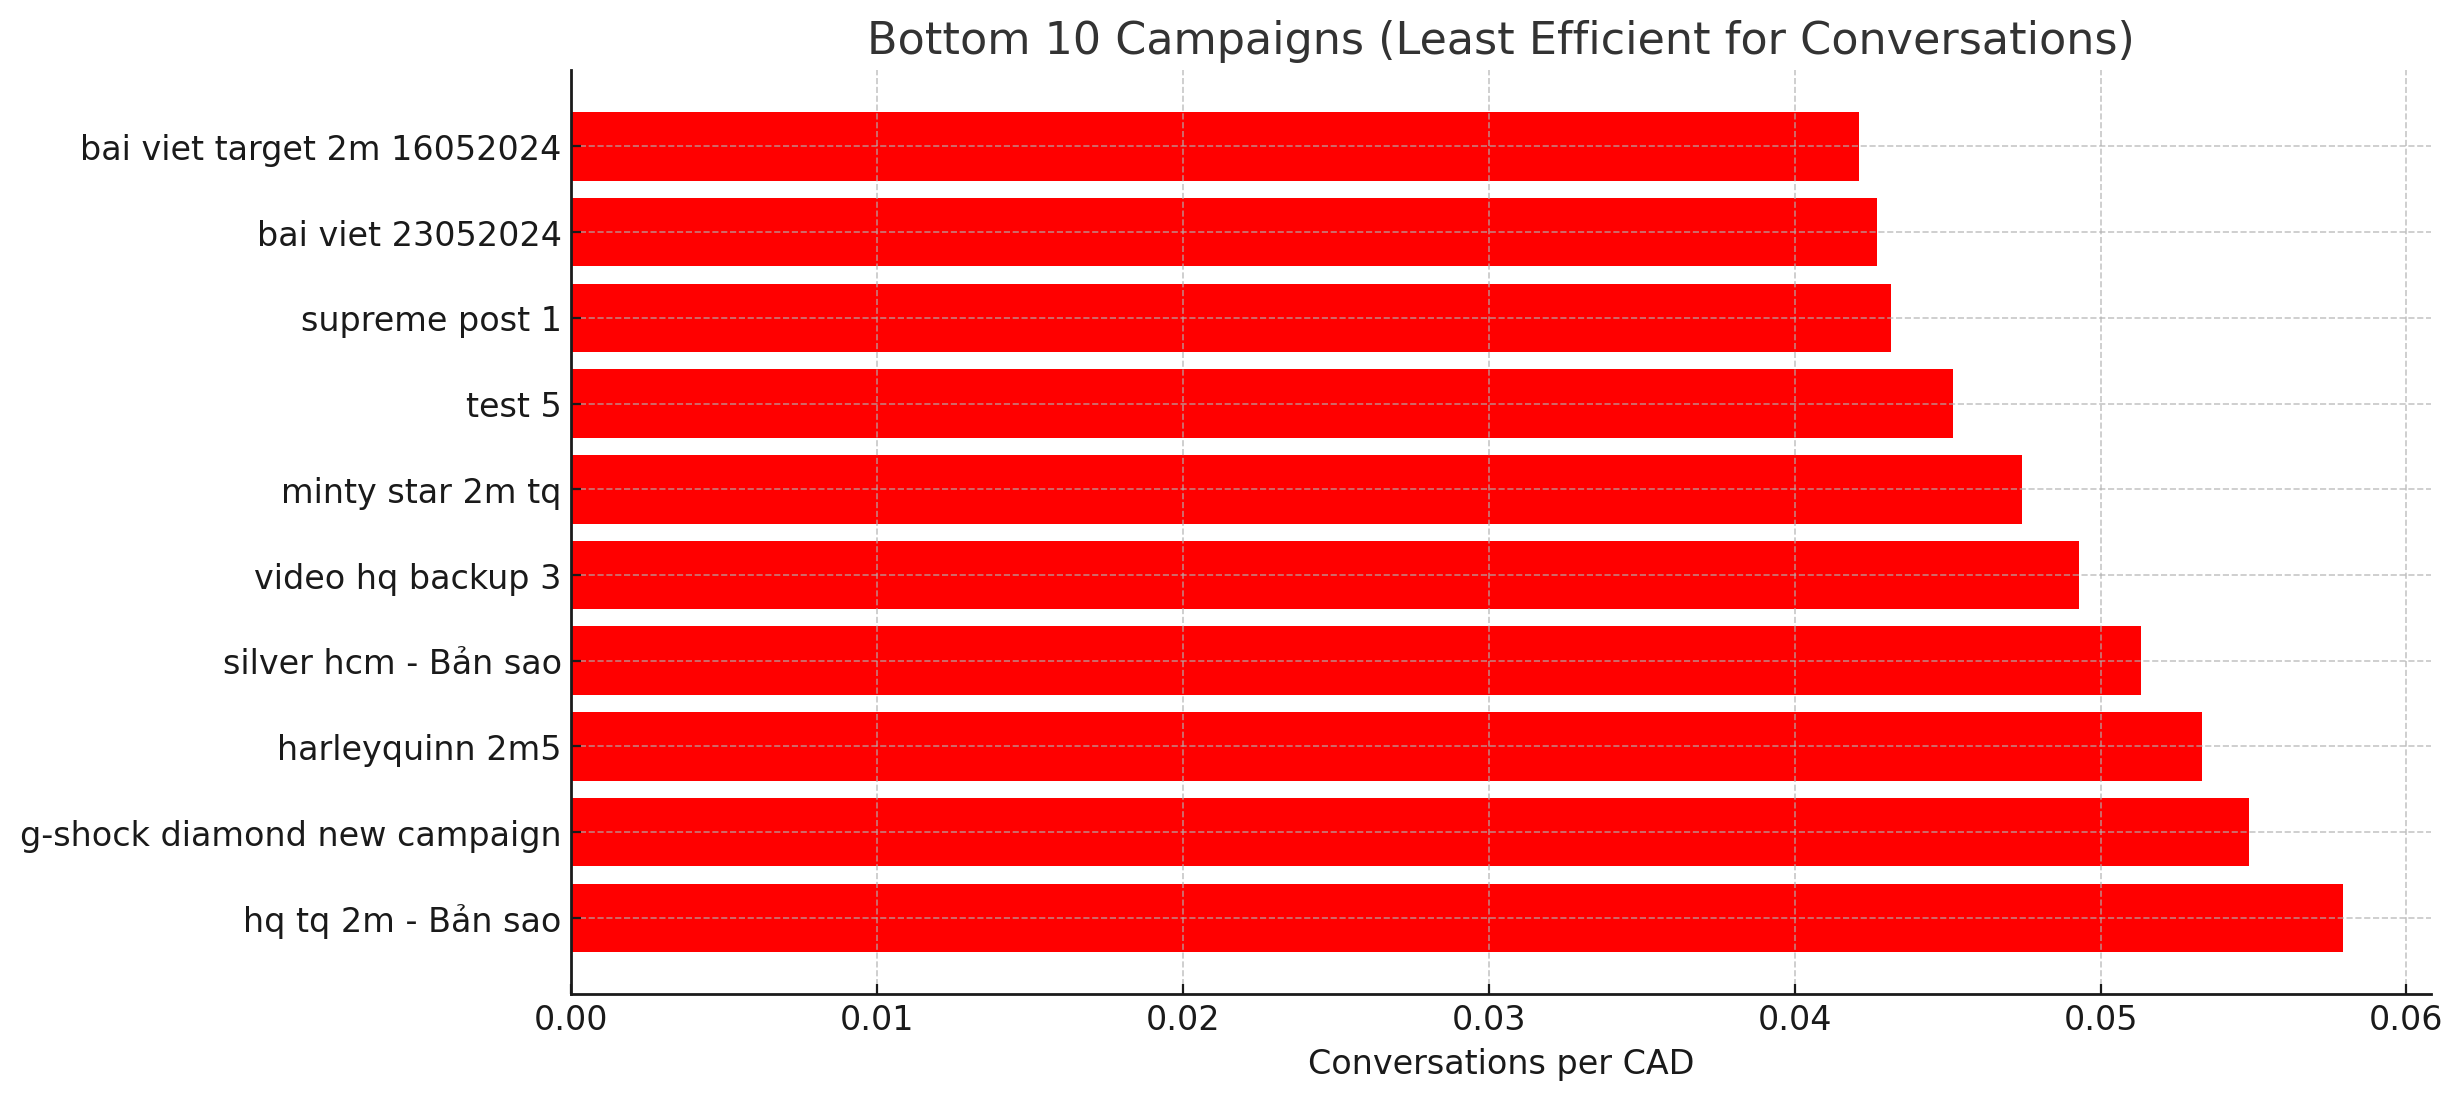 Bottom 10 Campaigns (Least Efficient for Conversations)
bai viet target 2m 16052024
bai viet 23052024
supreme post 1
test 5
minty star 2m tq
video hq backup 3
silver hcm - Bản sao
harleyquinn 2m5
g-shock diamond new campaign
hq tq 2m - Bản sao
0.00 0.01 0.02 0.03 0.04 0.05 0.06
Conversations per CAD